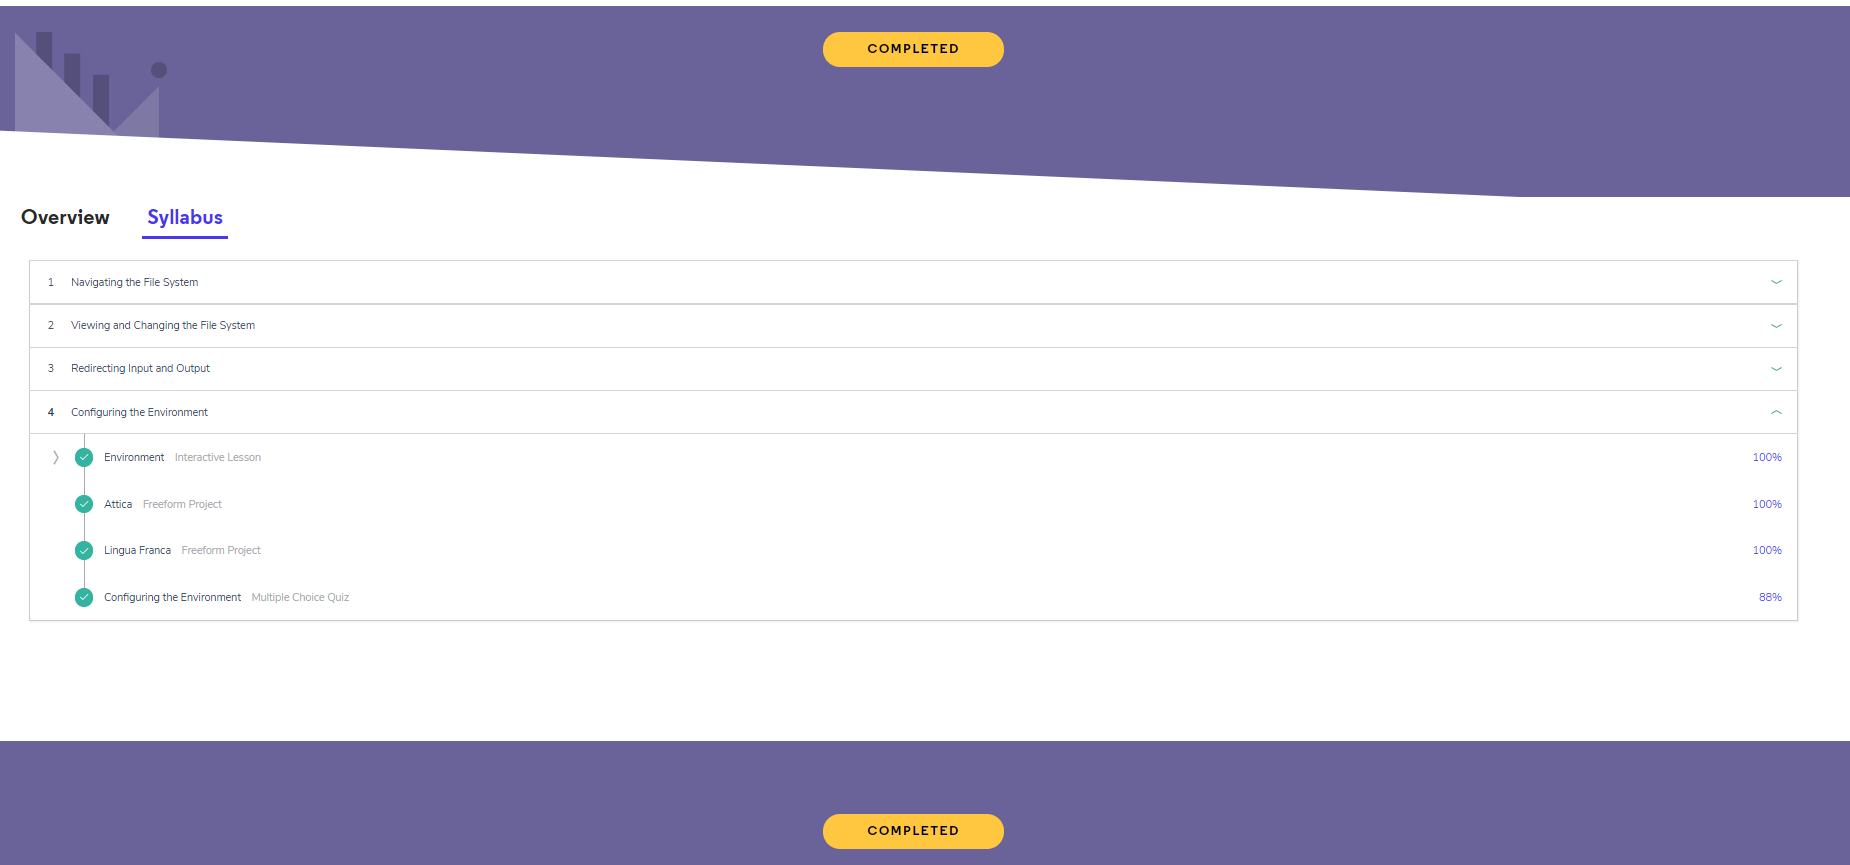 COMPLETED
Overview Syllabus
1 Navigating the File System
2 Viewing and Changing the File System
3 Redirecting Input and Output
4 Configuring the Environment
Environment Interactive Lesson 100%
Attica Freeform Project 100%
Lingua Franca Freeform Project 100%
Configuring the Environment Multiple Choice Quiz 88%
COMPLETED